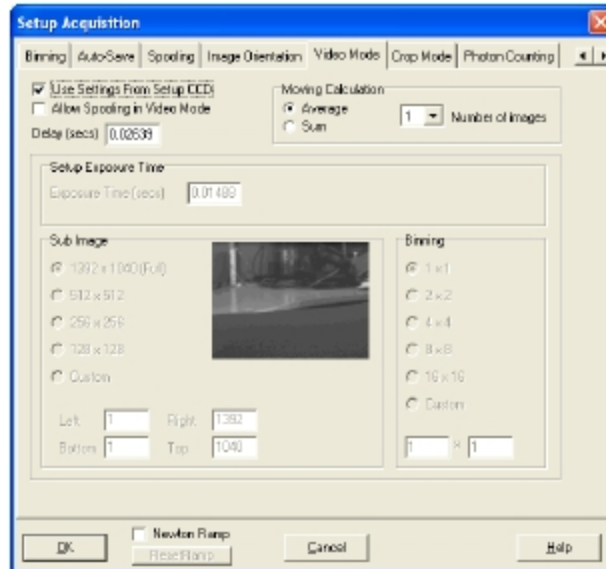 Setup Acquisition
Binning Auto-Save Spooling Image Orientation Video Mode Crop Mode Photon Counting
Use Settings From Setup CCD
Allow Spooling in Video Mode
Delay (secs) 0.02639
Moving Calculation
Average
Sum
1 Number of images
Setup Exposure Time
Exposure Time (secs) 0.01499
Sub Image
1392 x 1040 (Full)
512 x 512
256 x 256
128 x 128
Custom
Left 1 Right 1392
Bottom 1 Top 1040
Binning
1 x 1
2 x 2
4 x 4
8 x 8
16 x 16
Custom
1 X 1
OK
Newton Ramp
Reset Ramp
Cancel
Help